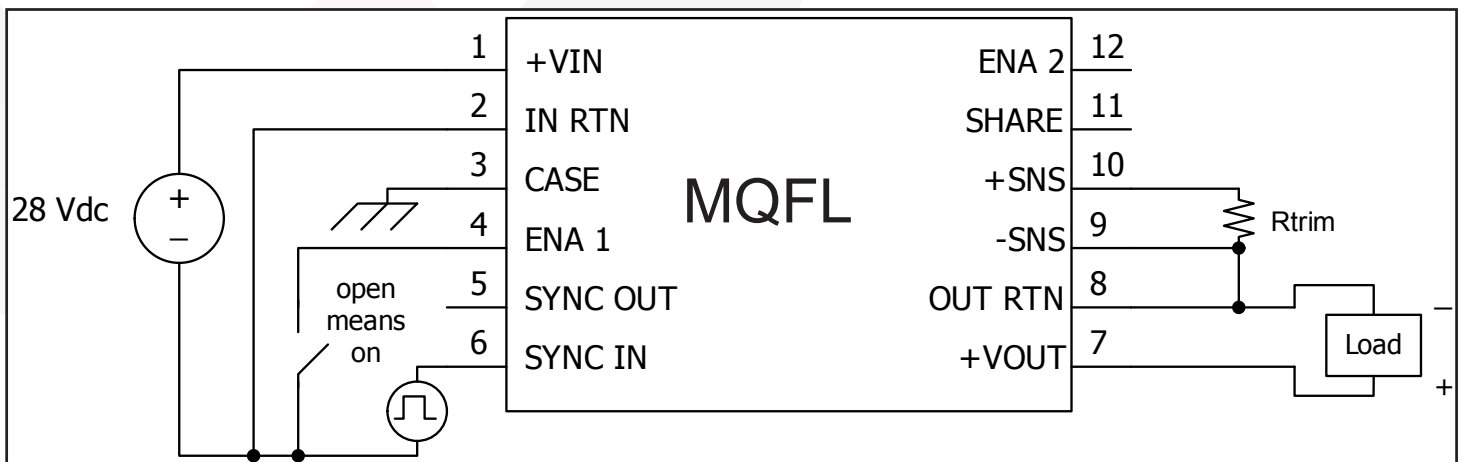 1
+VIN
2
IN RTN
3
CASE
4
ENA 1
5
SYNC OUT
6
SYNC IN
28 Vdc
+
−
open
means
on
MQFL
ENA 2
12
SHARE
11
+SNS
10
-SNS
9
OUT RTN
8
+VOUT
7
Rtrim
Load
−
+